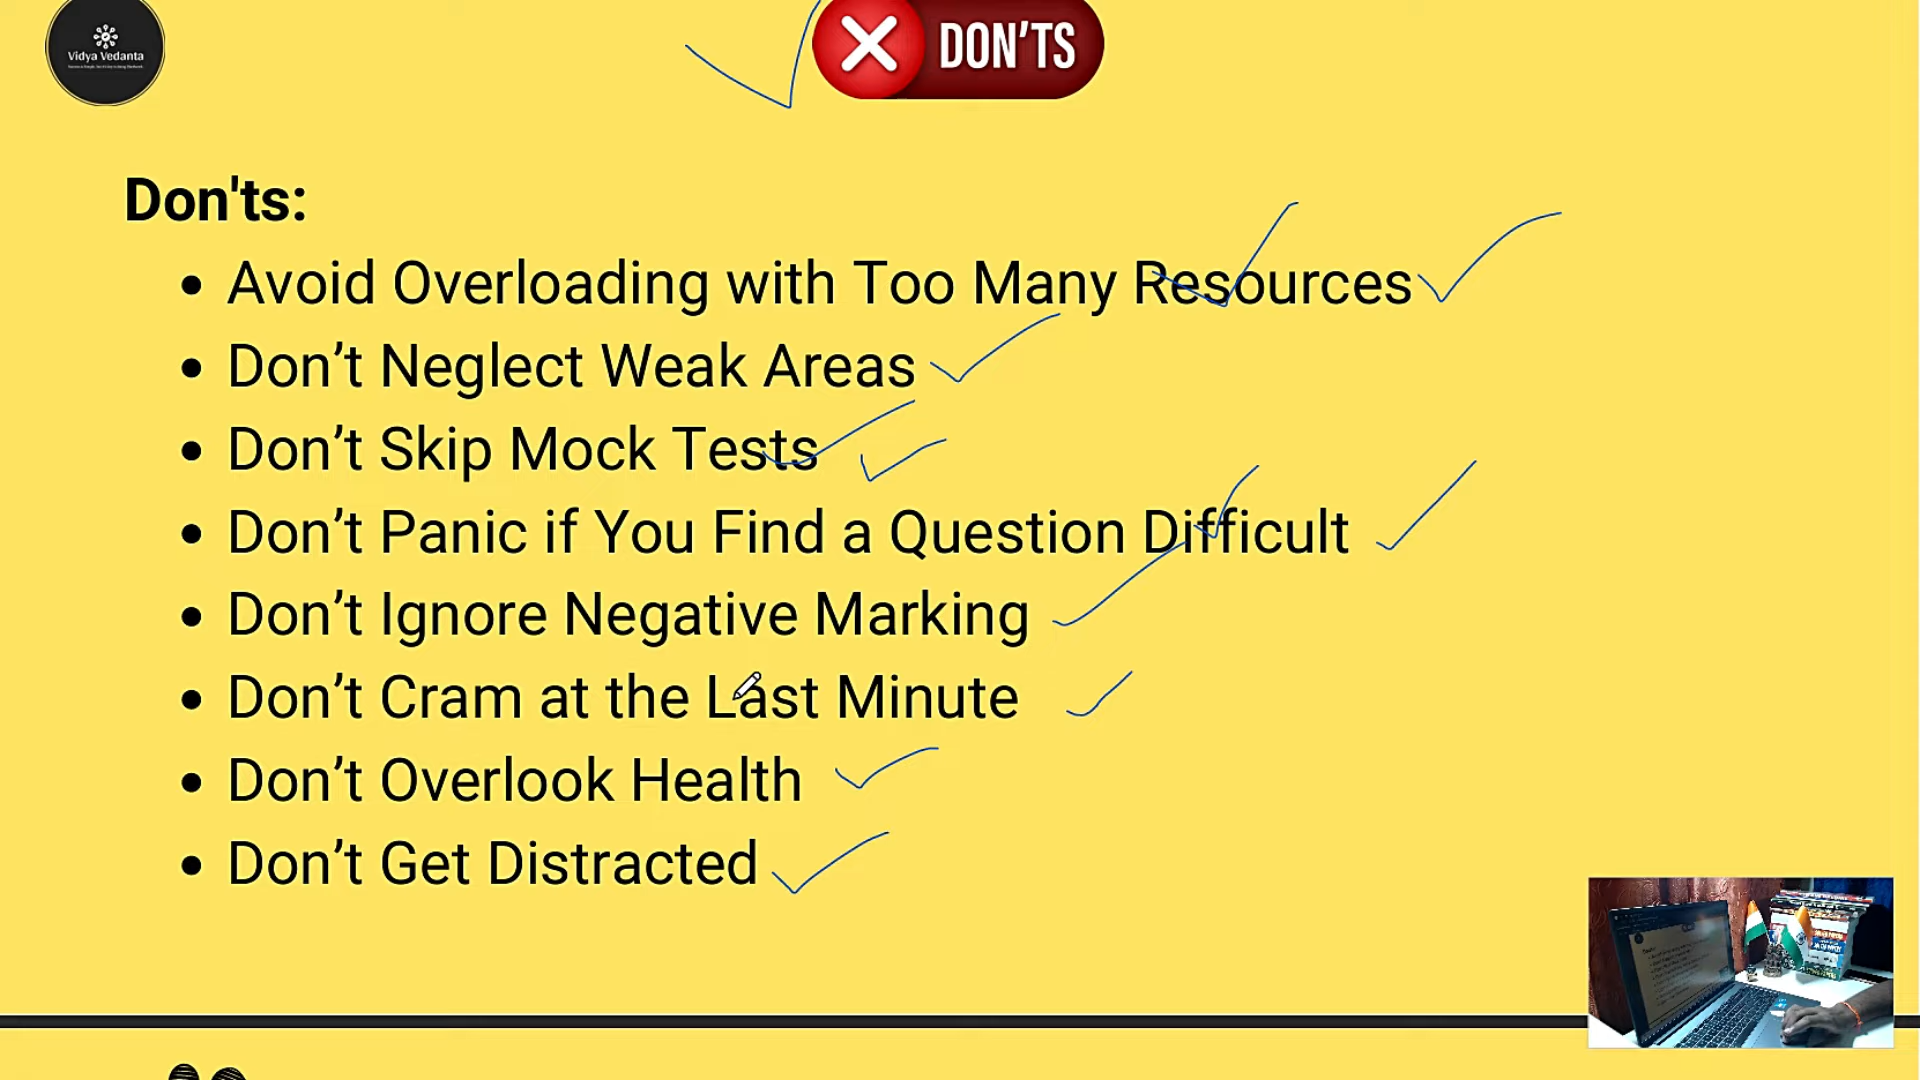 Vidya Vedanta
DON'TS
Don'ts:
• Avoid Overloading with Too Many Resources
• Don’t Neglect Weak Areas
• Don’t Skip Mock Tests
• Don’t Panic if You Find a Question Difficult
• Don’t Ignore Negative Marking
• Don’t Cram at the Last Minute
• Don’t Overlook Health
• Don’t Get Distracted